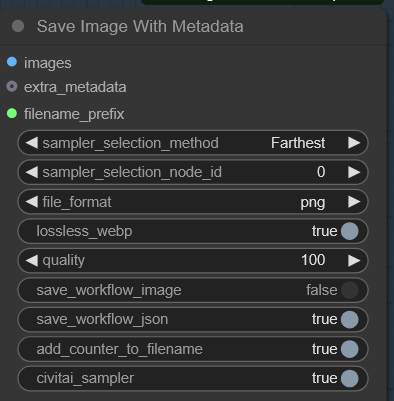 Save Image With Metadata
images
extra_metadata
filename_prefix
sampler_selection_method Farthest
sampler_selection_node_id 0
file_format png
lossless_webp true
quality 100
save_workflow_image false
save_workflow_json true
add_counter_to_filename true
civitai_sampler true